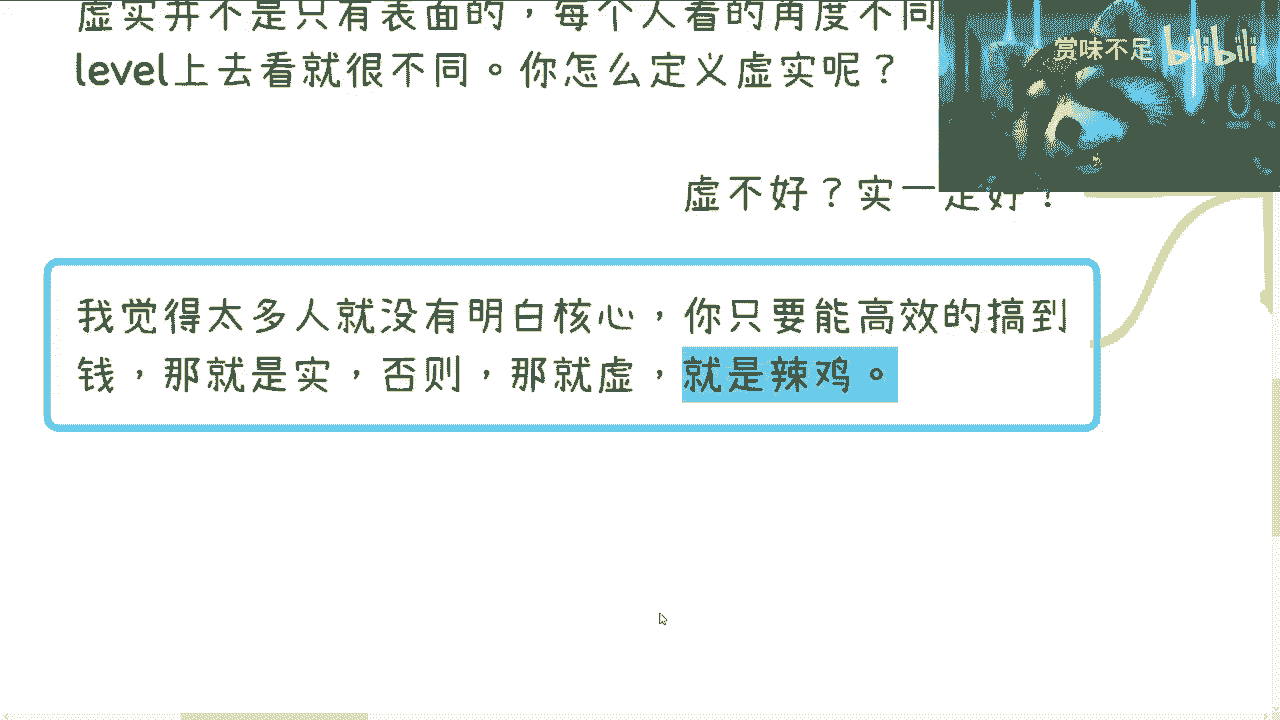 虚实并不是只有表面的，每个人看的角度不同
level上去看就很不同。你怎么定义虚实呢？
虚不好？实一定好？
我觉得太多人就没有明白核心，你只要能高效的搞到
钱，那就是实，否则，那就虚，就是辣鸡。
赏味不足 bilibili